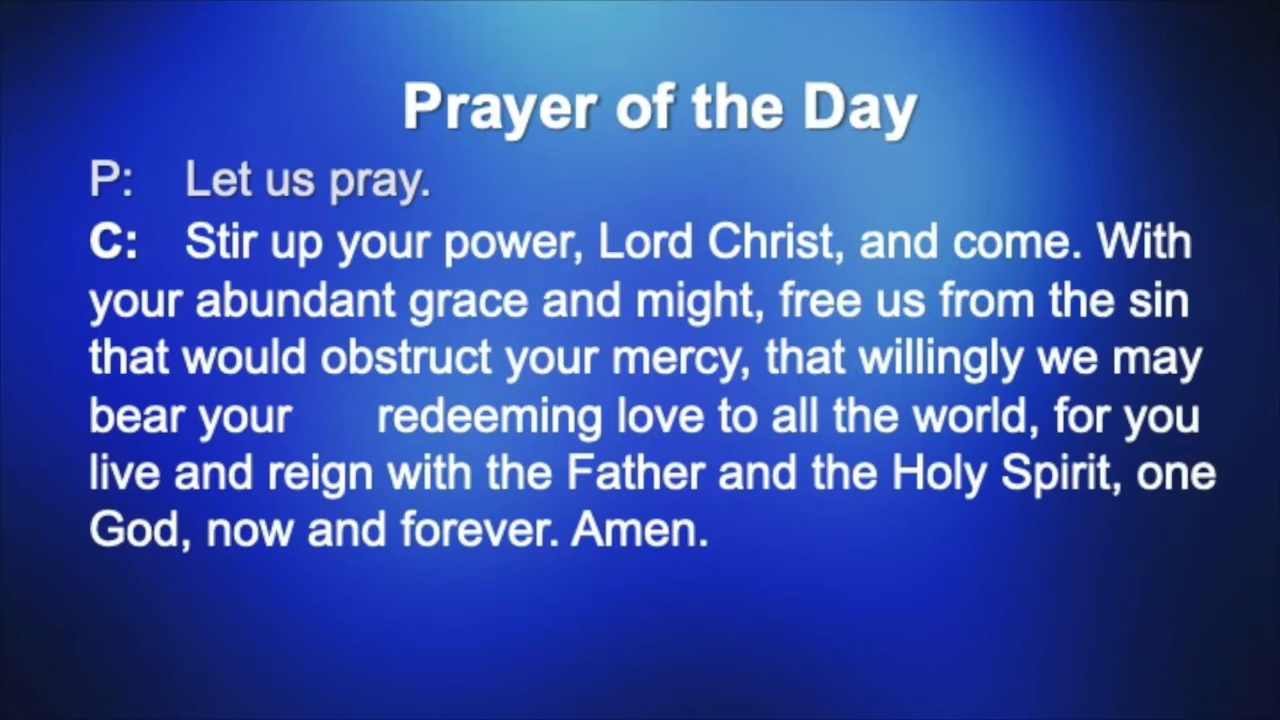 Prayer of the Day
P: Let us pray.
C: Stir up your power, Lord Christ, and come. With
your abundant grace and might, free us from the sin
that would obstruct your mercy, that willingly we may
bear your redeeming love to all the world, for you
live and reign with the Father and the Holy Spirit, one
God, now and forever. Amen.